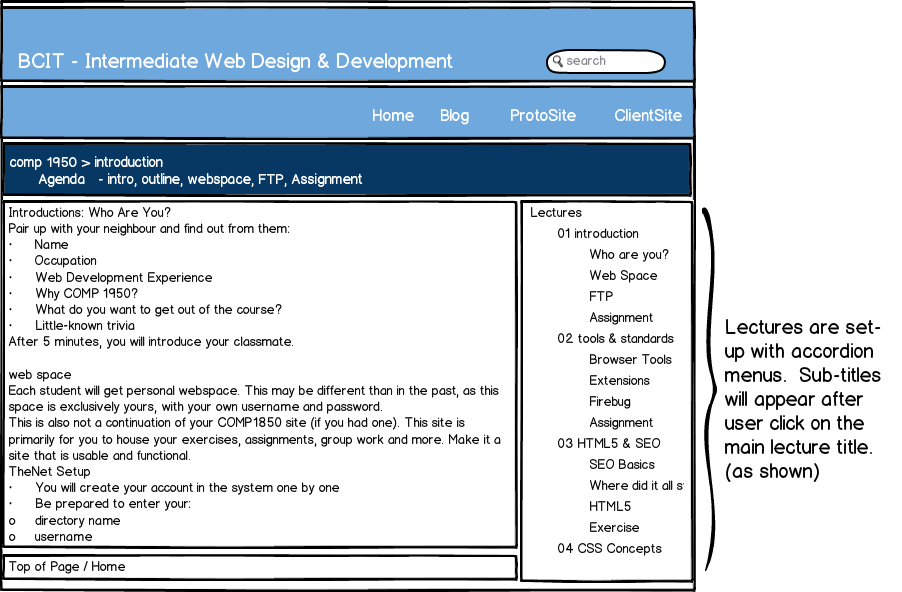 BCIT - Intermediate Web Design & Development
search
Home Blog ProtoSite ClientSite
comp 1950 > introduction
Agenda - intro, outline, webspace, FTP, Assignment
Introductions: Who Are You?
Pair up with your neighbour and find out from them:
· Name
· Occupation
· Web Development Experience
· Why COMP 1950?
· What do you want to get out of the course?
· Little-known trivia
After 5 minutes, you will introduce your classmate.
web space
Each student will get personal webspace. This may be different than in the past, as this
space is exclusively yours, with your own username and password.
This is also not a continuation of your COMP1850 site (if you had one). This site is
primarily for you to house your exercises, assignments, group work and more. Make it a
site that is usable and functional.
TheNet Setup
· You will create your account in the system one by one
· Be prepared to enter your:
o directory name
o username
Top of Page / Home
Lectures
01 introduction
Who are you?
Web Space
FTP
Assignment
02 tools & standards
Browser Tools
Extensions
Firebug
Assignment
03 HTML5 & SEO
SEO Basics
Where did it all s
HTML5
Exercise
04 CSS Concepts
Lectures are set-
up with accordion
menus. Sub-titles
will appear after
user click on the
main lecture title.
(as shown)